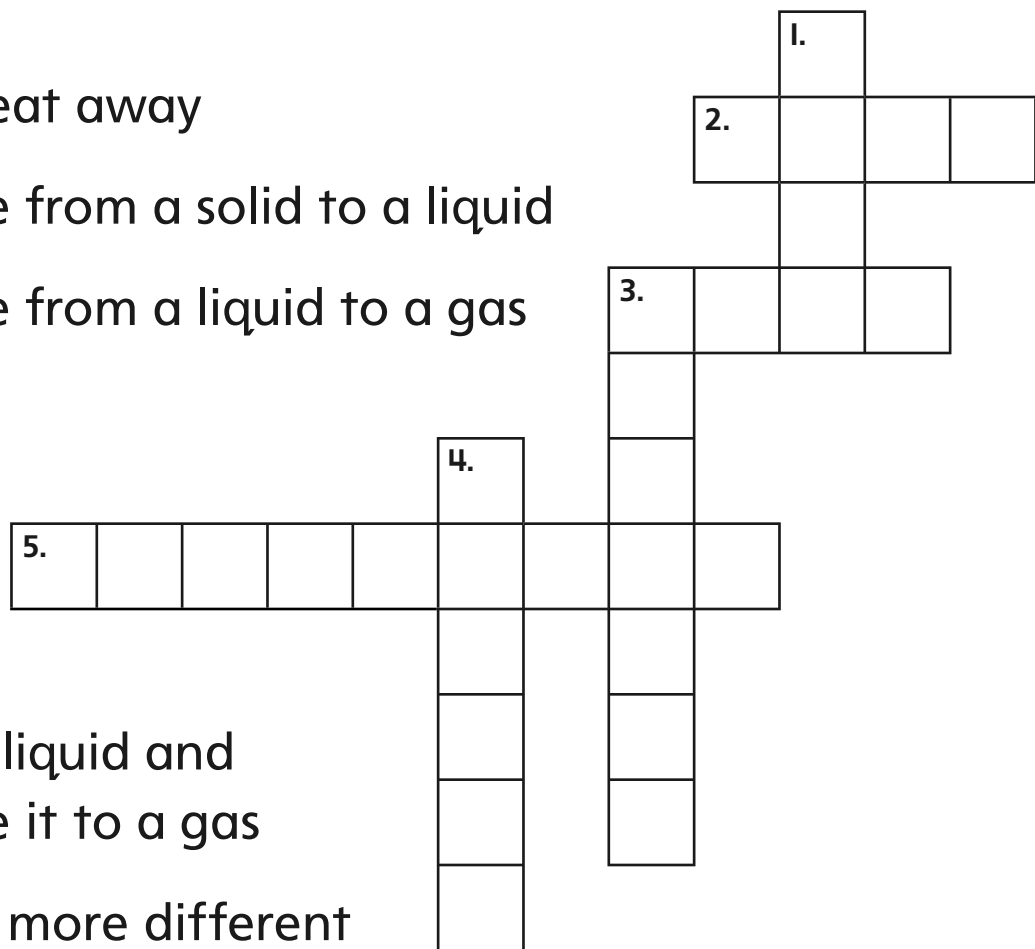 1.
eat away
2.
e from a solid to a liquid
3.
e from a liquid to a gas
4.
5.
liquid and
e it to a gas
more different